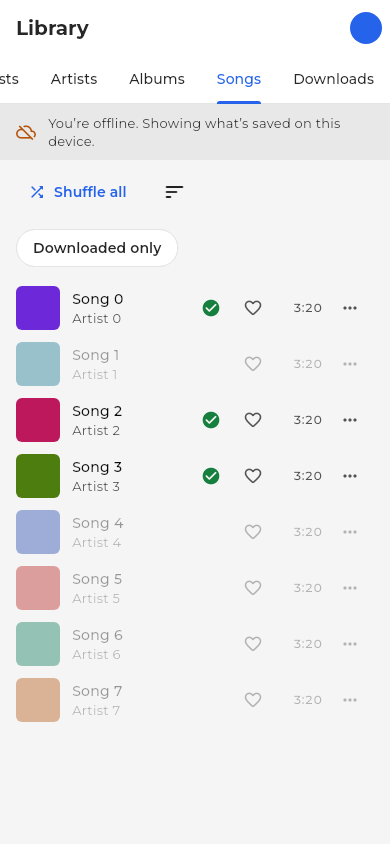 Library
sts Artists Albums Songs Downloads
You're offline. Showing what's saved on this
device.
Shuffle all
Downloaded only
Song 0
Artist 0
3:20
Song 1
Artist 1
3:20
Song 2
Artist 2
3:20
Song 3
Artist 3
3:20
Song 4
Artist 4
3:20
Song 5
Artist 5
3:20
Song 6
Artist 6
3:20
Song 7
Artist 7
3:20